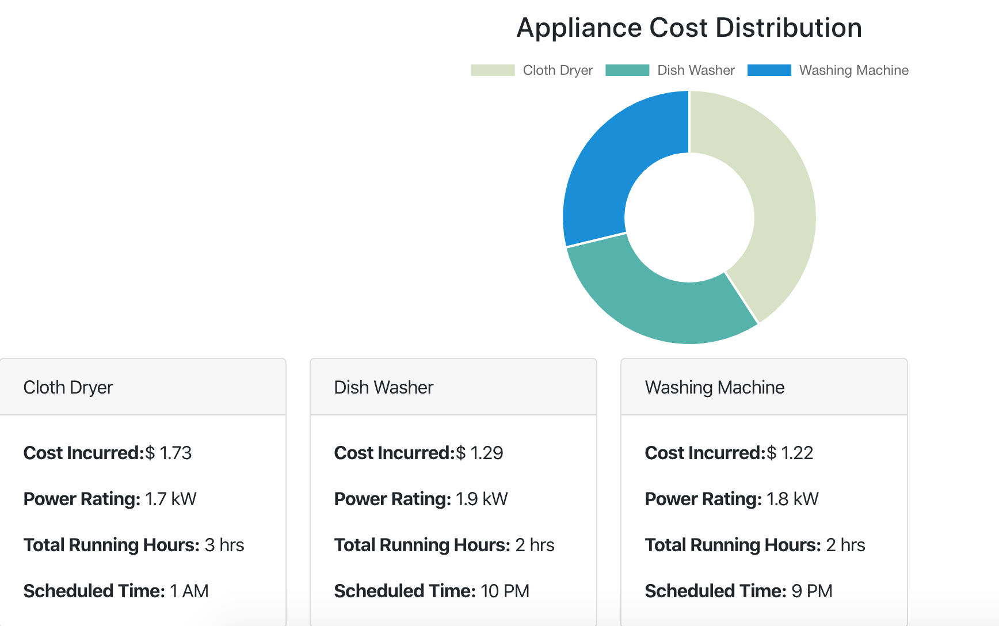 Appliance Cost Distribution
Cloth Dryer Dish Washer Washing Machine
Cloth Dryer
Cost Incurred:$ 1.73
Power Rating: 1.7 kW
Total Running Hours: 3 hrs
Scheduled Time: 1 AM
Dish Washer
Cost Incurred:$ 1.29
Power Rating: 1.9 kW
Total Running Hours: 2 hrs
Scheduled Time: 10 PM
Washing Machine
Cost Incurred:$ 1.22
Power Rating: 1.8 kW
Total Running Hours: 2 hrs
Scheduled Time: 9 PM